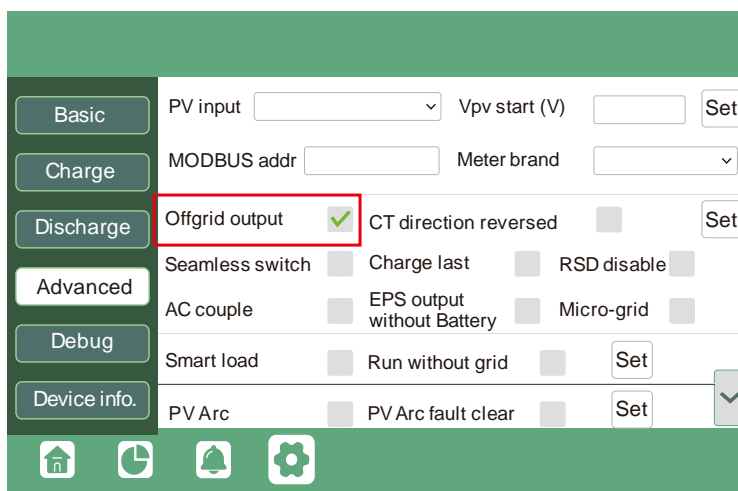 Basic
Charge
Discharge
Advanced
Debug
Device info.
PV input
Vpv start (V)
Set
MODBUS addr
Meter brand
Offgrid output
CT direction reversed
Set
Seamless switch
Charge last
RSD disable
AC couple
EPS output
without Battery
Micro-grid
Smart load
Run without grid
Set
PV Arc
PV Arc fault clear
Set